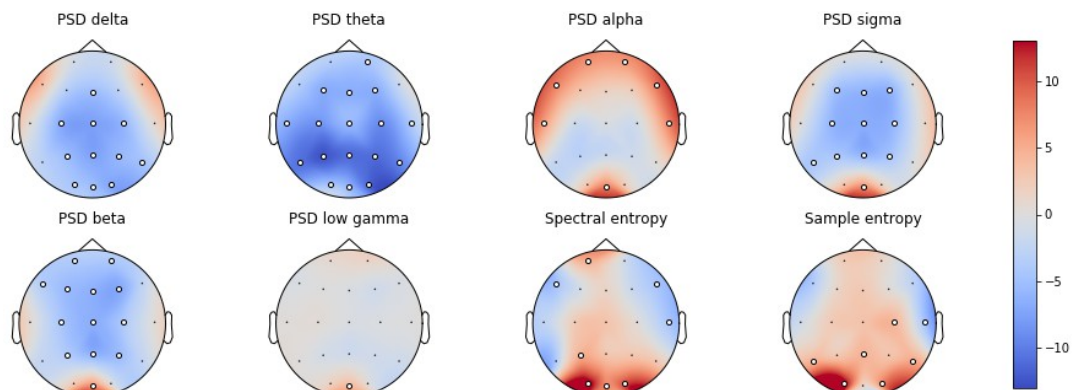 PSD delta
PSD theta
PSD alpha
PSD sigma
PSD beta
PSD low gamma
Spectral entropy
Sample entropy
10
5
0
−5
−10